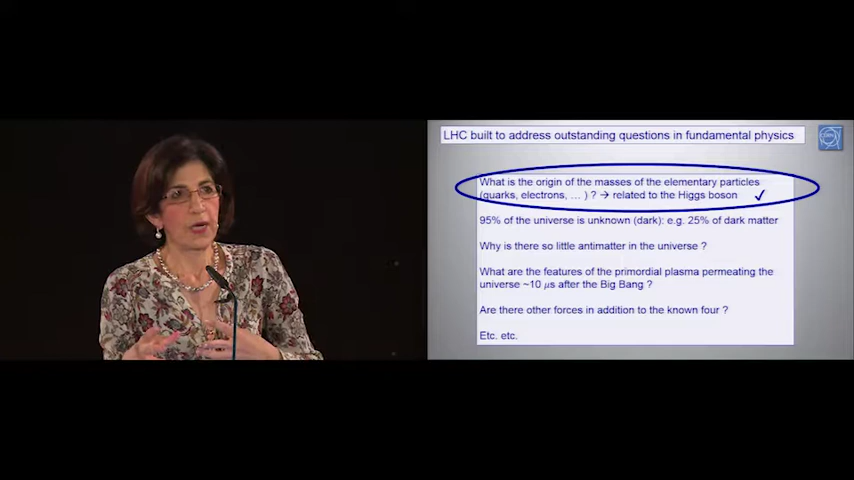 LHC built to address outstanding questions in fundamental physics
What is the origin of the masses of the elementary particles
(quarks, electrons, … ) ? → related to the Higgs boson ✓
95% of the universe is unknown (dark): e.g. 25% of dark matter
Why is there so little antimatter in the universe ?
What are the features of the primordial plasma permeating the
universe ~10 μs after the Big Bang ?
Are there other forces in addition to the known four ?
Etc. etc.